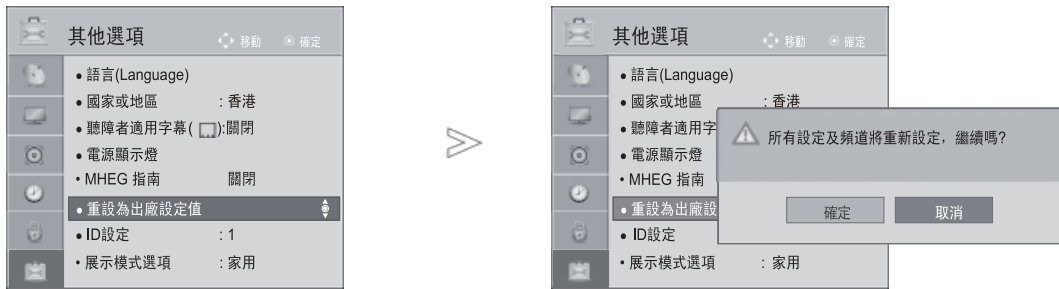 其他選項 移動 確定
● 語言(Language)
● 國家或地區 : 香港
● 聽障者適用字幕( ):關閉
● 電源顯示燈
• MHEG 指南 關閉
● 重設為出廠設定值
● ID設定 : 1
• 展示模式選項 : 家用
其他選項 移動 確定
● 語言(Language)
● 國家或地區 : 香港
● 聽障者適用字
● 電源顯示燈
• MHEG 指南
● 重設為出廠設
● ID設定
• 展示模式選項 : 家用
所有設定及頻道將重新設定，繼續嗎?
確定 取消